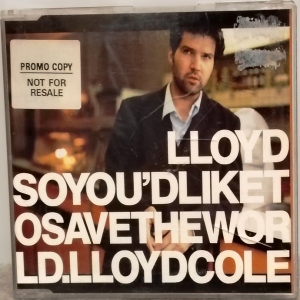 PROMO COPY
NOT FOR
RESALE
LLOYD
SOYOU'DLIKET
OSAVETHEWOR
LD.LLOYDCOLE